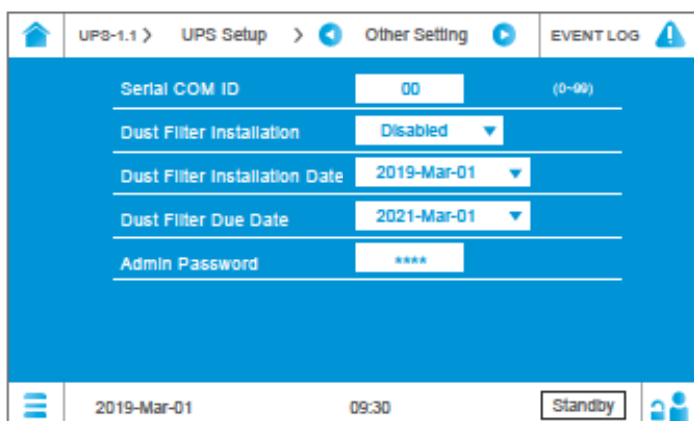 UPS-1.1 > UPS Setup > Other Setting EVENT LOG
Serial COM ID 00 (0~99)
Dust Filter Installation Disabled
Dust Filter Installation Date 2019-Mar-01
Dust Filter Due Date 2021-Mar-01
Admin Password ****
2019-Mar-01 09:30 Standby